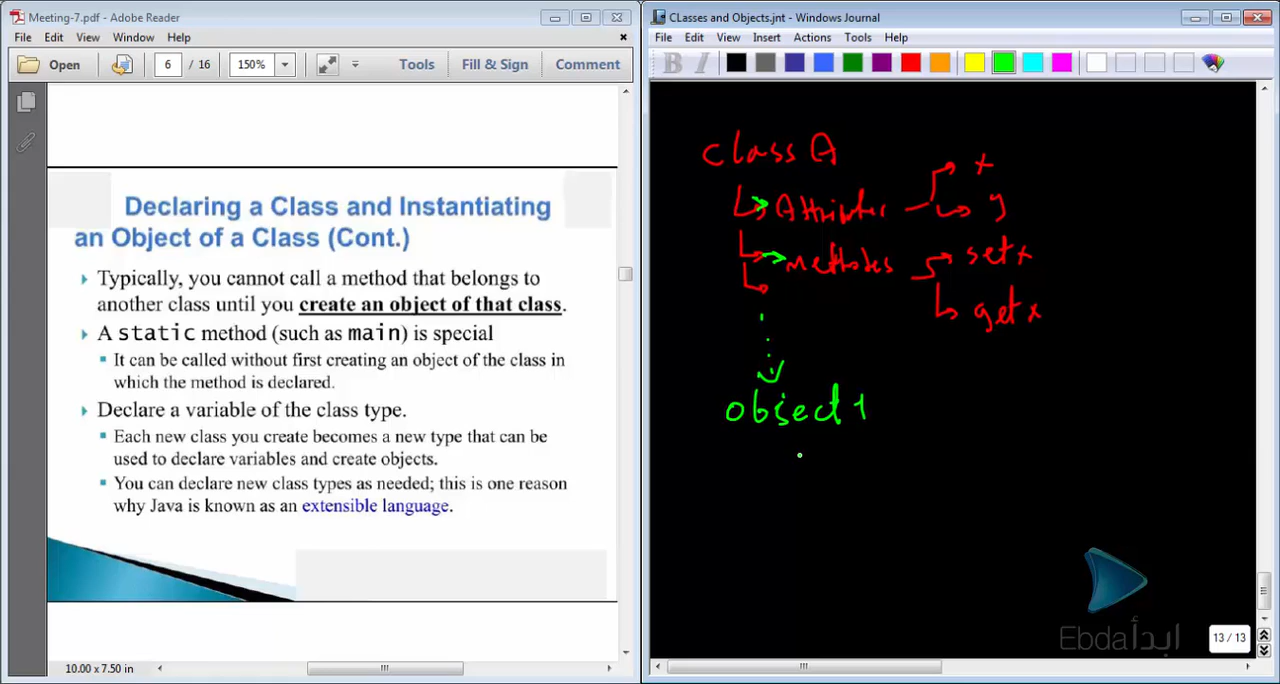 Meeting-7.pdf - Adobe Reader
File Edit View Window Help
Open 6 / 16 150% Tools Fill & Sign Comment
Declaring a Class and Instantiating
an Object of a Class (Cont.)
Typically, you cannot call a method that belongs to
another class until you create an object of that class.
A static method (such as main) is special
It can be called without first creating an object of the class in
which the method is declared.
Declare a variable of the class type.
Each new class you create becomes a new type that can be
used to declare variables and create objects.
You can declare new class types as needed; this is one reason
why Java is known as an extensible language.
10.00 x 7.50 in
CLasses and Objects.jnt - Windows Journal
File Edit View Insert Actions Tools Help
B I
class A
x
Attributes
y
methodes
setx
getx
object 1
Ebda ابدأ
13 / 13